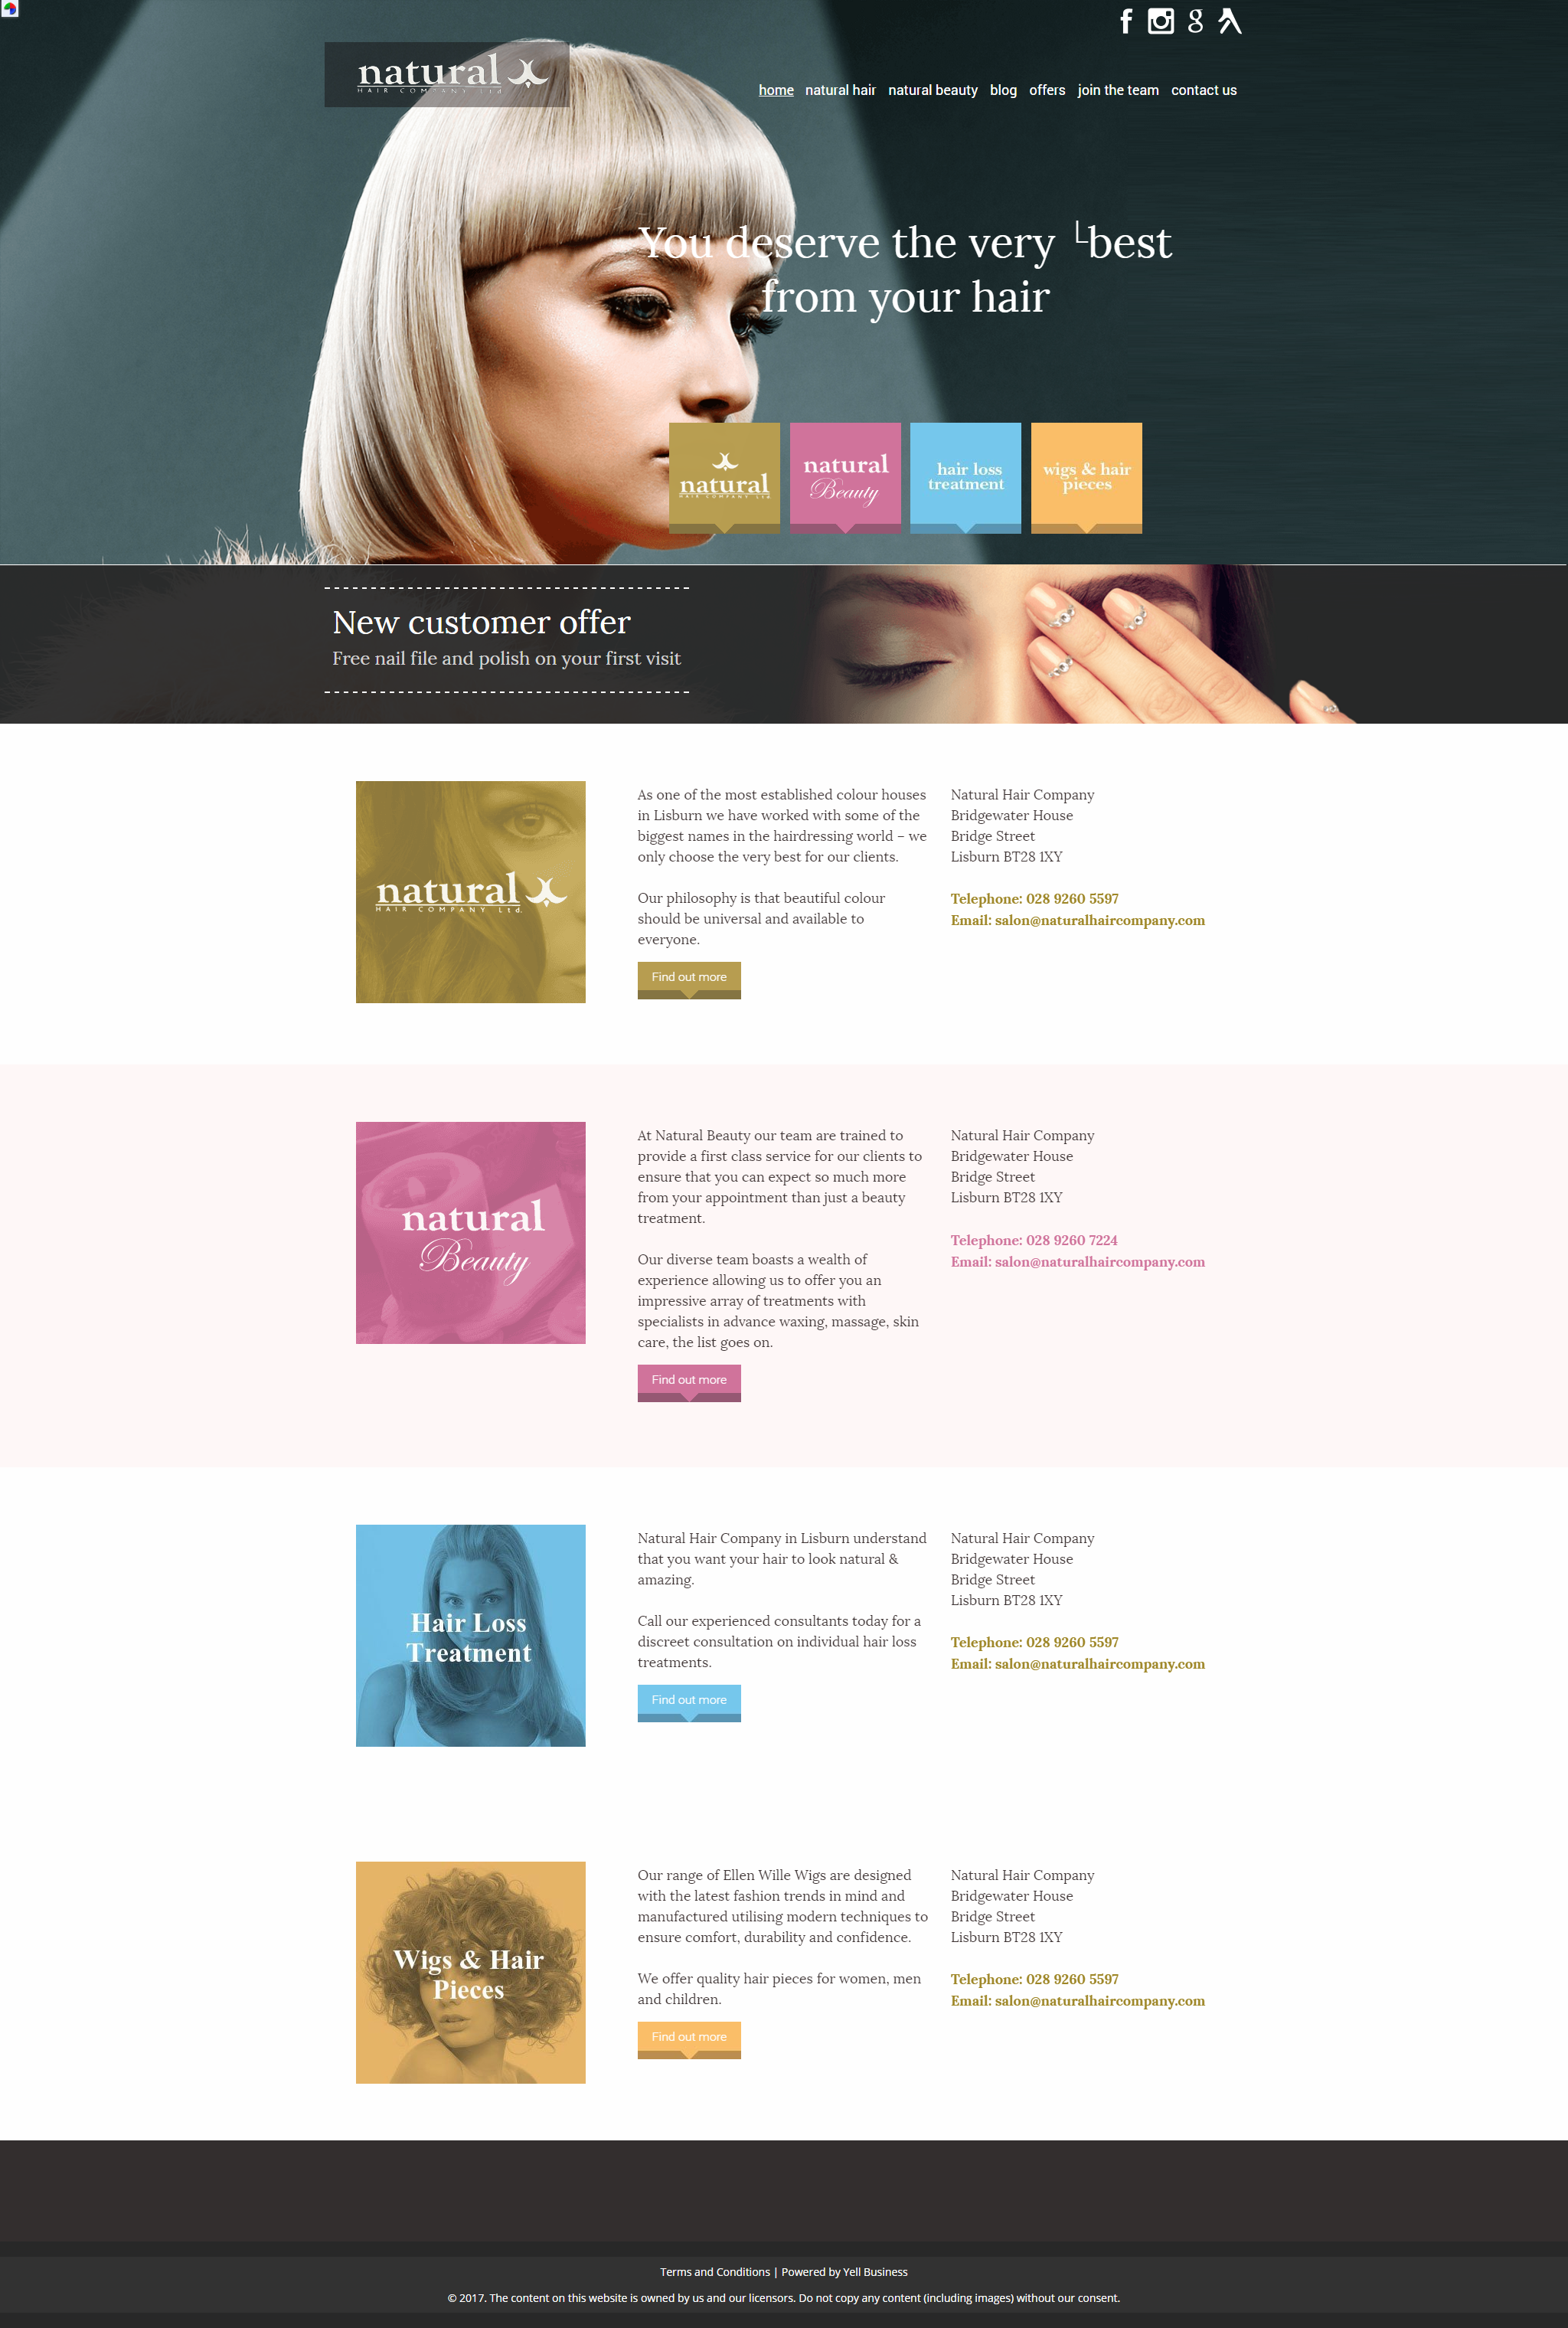 natural
HAIR COMPANY Ltd.
home natural hair natural beauty blog offers join the team contact us
You deserve the very └best
from your hair
natural
HAIR COMPANY Ltd.
natural
Beauty
hair loss
treatment
wigs & hair
pieces
New customer offer
Free nail file and polish on your first visit
natural
HAIR COMPANY Ltd.
As one of the most established colour houses
in Lisburn we have worked with some of the
biggest names in the hairdressing world – we
only choose the very best for our clients.
Our philosophy is that beautiful colour
should be universal and available to
everyone.
Find out more
Natural Hair Company
Bridgewater House
Bridge Street
Lisburn BT28 1XY
Telephone: 028 9260 5597
Email: salon@naturalhaircompany.com
natural
Beauty
At Natural Beauty our team are trained to
provide a first class service for our clients to
ensure that you can expect so much more
from your appointment than just a beauty
treatment.
Our diverse team boasts a wealth of
experience allowing us to offer you an
impressive array of treatments with
specialists in advance waxing, massage, skin
care, the list goes on.
Find out more
Natural Hair Company
Bridgewater House
Bridge Street
Lisburn BT28 1XY
Telephone: 028 9260 7224
Email: salon@naturalhaircompany.com
Hair Loss
Treatment
Natural Hair Company in Lisburn understand
that you want your hair to look natural &
amazing.
Call our experienced consultants today for a
discreet consultation on individual hair loss
treatments.
Find out more
Natural Hair Company
Bridgewater House
Bridge Street
Lisburn BT28 1XY
Telephone: 028 9260 5597
Email: salon@naturalhaircompany.com
Wigs & Hair
Pieces
Our range of Ellen Wille Wigs are designed
with the latest fashion trends in mind and
manufactured utilising modern techniques to
ensure comfort, durability and confidence.
We offer quality hair pieces for women, men
and children.
Find out more
Natural Hair Company
Bridgewater House
Bridge Street
Lisburn BT28 1XY
Telephone: 028 9260 5597
Email: salon@naturalhaircompany.com
Terms and Conditions | Powered by Yell Business
© 2017. The content on this website is owned by us and our licensors. Do not copy any content (including images) without our consent.